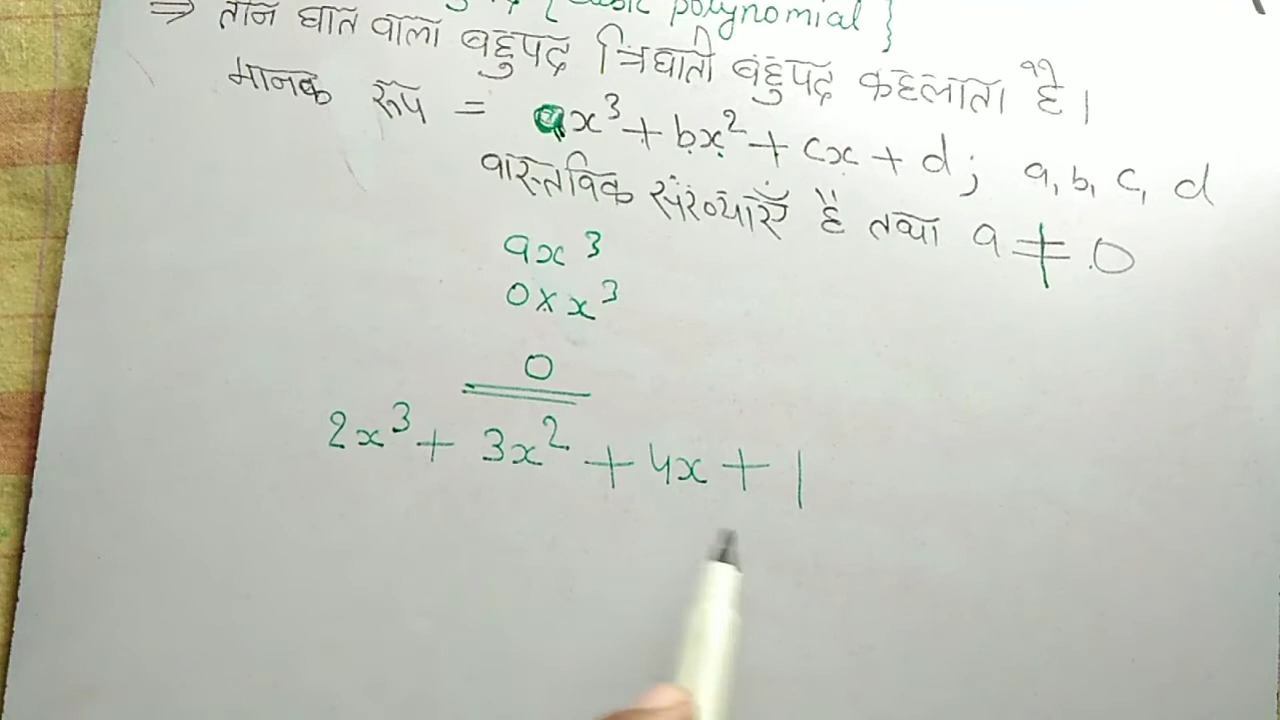 polynomial }
⇒ तीन घात वाला बहुपद त्रिघाती बहुपद कहलाता है।
मानक रूप = ax³ + bx² + cx + d; a, b, c, d
वास्तविक संख्याएँ हैं तथा a ≠ 0
ax³
0 × x³
0
2x³ + 3x² + 4x + 1